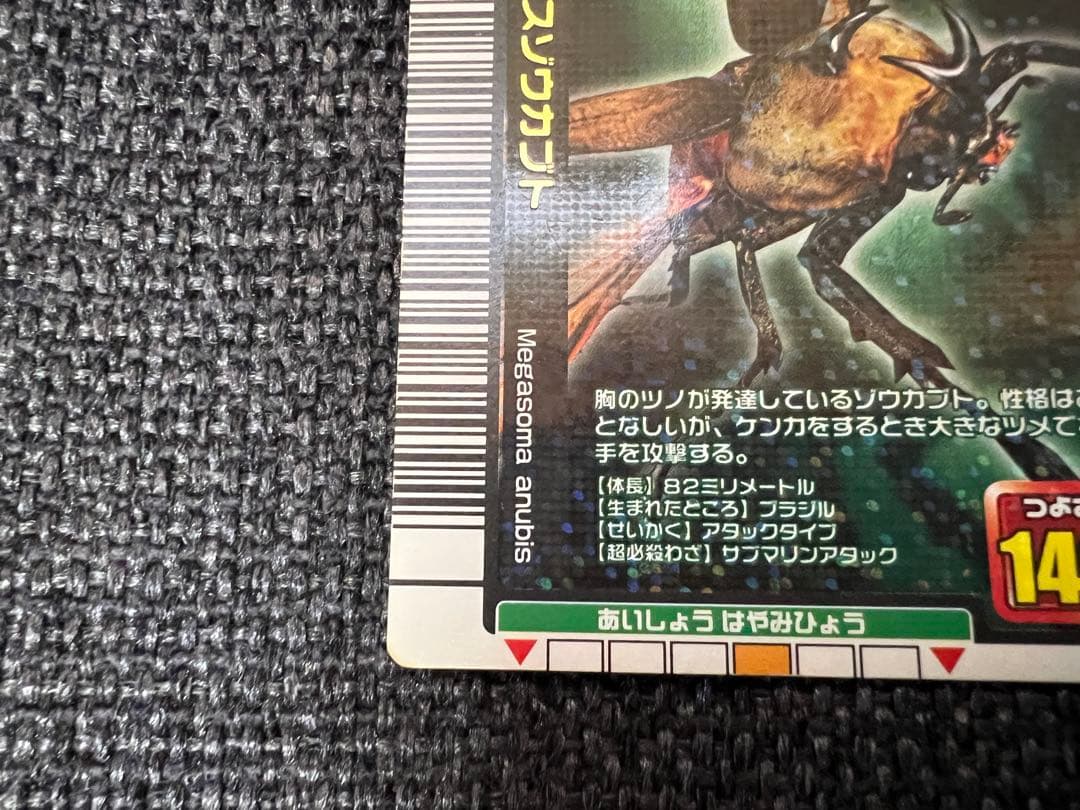 スゾウカブト
Megasoma anubis
胸のツノが発達しているゾウカブト。性格は
となしいが、ケンカをするとき大きなツメで
手を攻撃する。
【体長】82ミリメートル
【生まれたところ】ブラジル
【せいかく】アタックタイプ
【超必殺わざ】サブマリンアタック
つよ
14
あいしょう はやみひょう